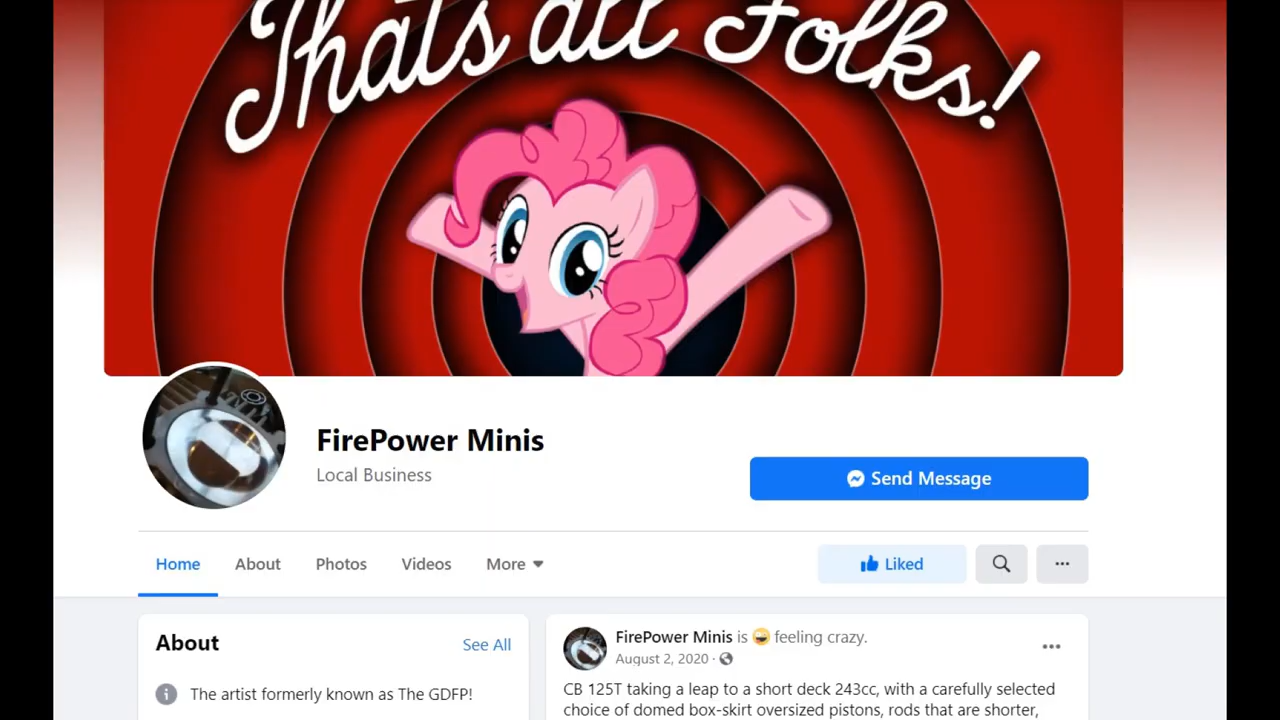 Thats all Folks!
FirePower Minis
Local Business
Send Message
Home About Photos Videos More
Liked
About
See All
The artist formerly known as The GDFP!
FirePower Minis is feeling crazy.
August 2, 2020 ·
CB 125T taking a leap to a short deck 243cc, with a carefully selected
choice of domed box-skirt oversized pistons, rods that are shorter,